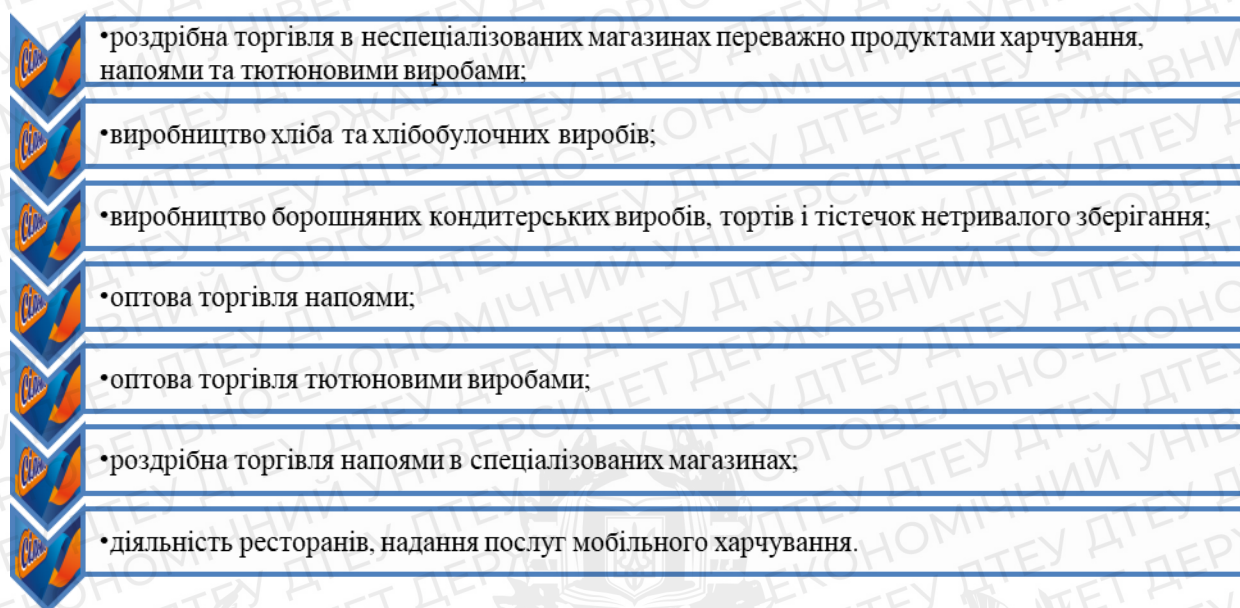 •роздрібна торгівля в неспеціалізованих магазинах переважно продуктами харчування,
напоями та тютюновими виробами;
•виробництво хліба та хлібобулочних виробів;
•виробництво борошняних кондитерських виробів, тортів і тістечок нетривалого зберігання;
•оптова торгівля напоями;
•оптова торгівля тютюновими виробами;
•роздрібна торгівля напоями в спеціалізованих магазинах;
•діяльність ресторанів, надання послуг мобільного харчування.